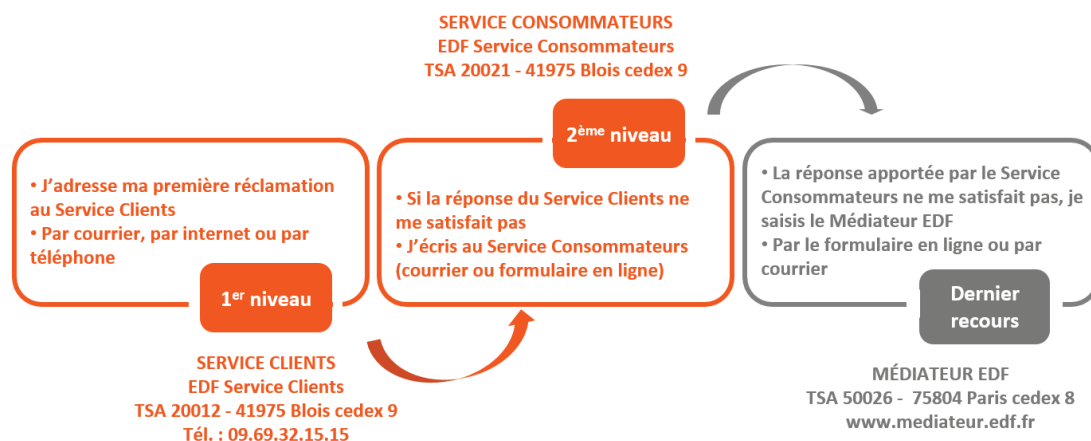 SERVICE CONSOMMATEURS
EDF Service Consommateurs
TSA 20021 - 41975 Blois cedex 9
2ème niveau
• J’adresse ma première réclamation
au Service Clients
• Par courrier, par internet ou par
téléphone
1er niveau
SERVICE CLIENTS
EDF Service Clients
TSA 20012 - 41975 Blois cedex 9
Tél. : 09.69.32.15.15
• Si la réponse du Service Clients ne
me satisfait pas
• J’écris au Service Consommateurs
(courrier ou formulaire en ligne)
• La réponse apportée par le Service
Consommateurs ne me satisfait pas, je
saisis le Médiateur EDF
• Par le formulaire en ligne ou par
courrier
Dernier
recours
MÉDIATEUR EDF
TSA 50026 - 75804 Paris cedex 8
www.mediateur.edf.fr